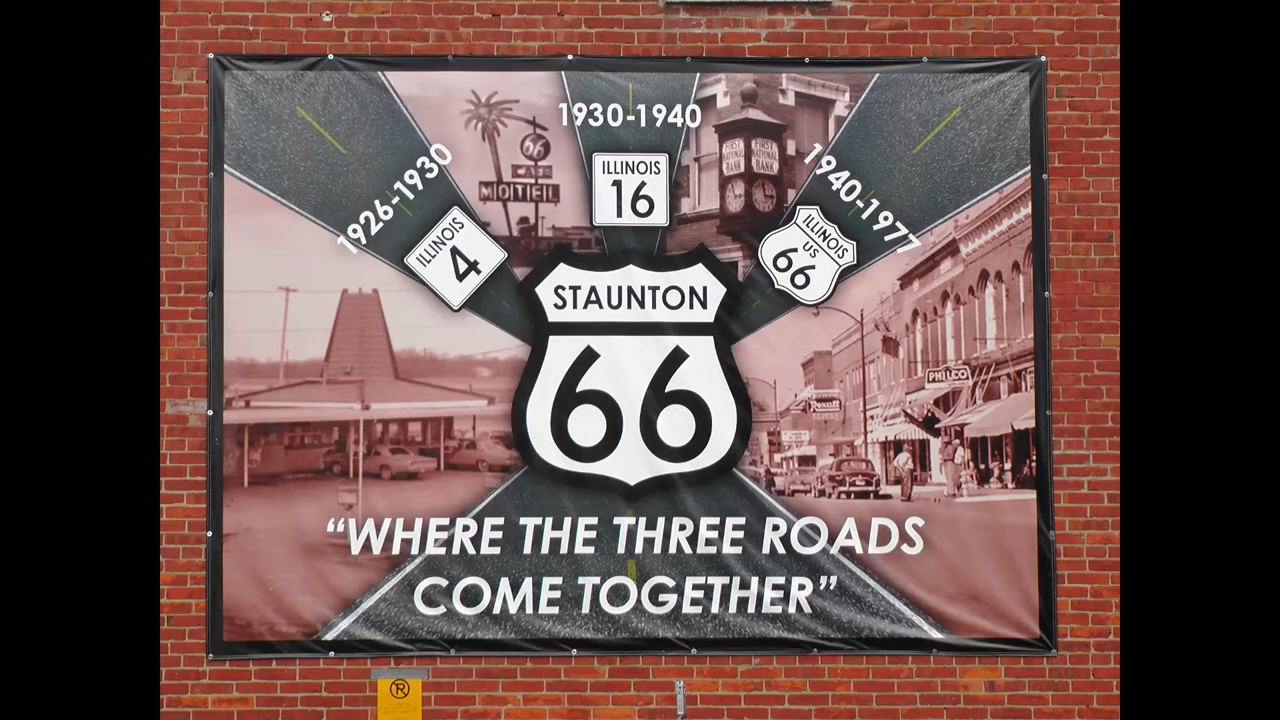 1930-1940
ILLINOIS
16
1926-1930
ILLINOIS
4
1940-1977
ILLINOIS
US
66
66
CAFE
MOTEL
FIRST
NATIONAL
BANK
FIRST
NATIONAL
BANK
STAUNTON
66
PHILCO
Rexall
“WHERE THE THREE ROADS
COME TOGETHER”
R